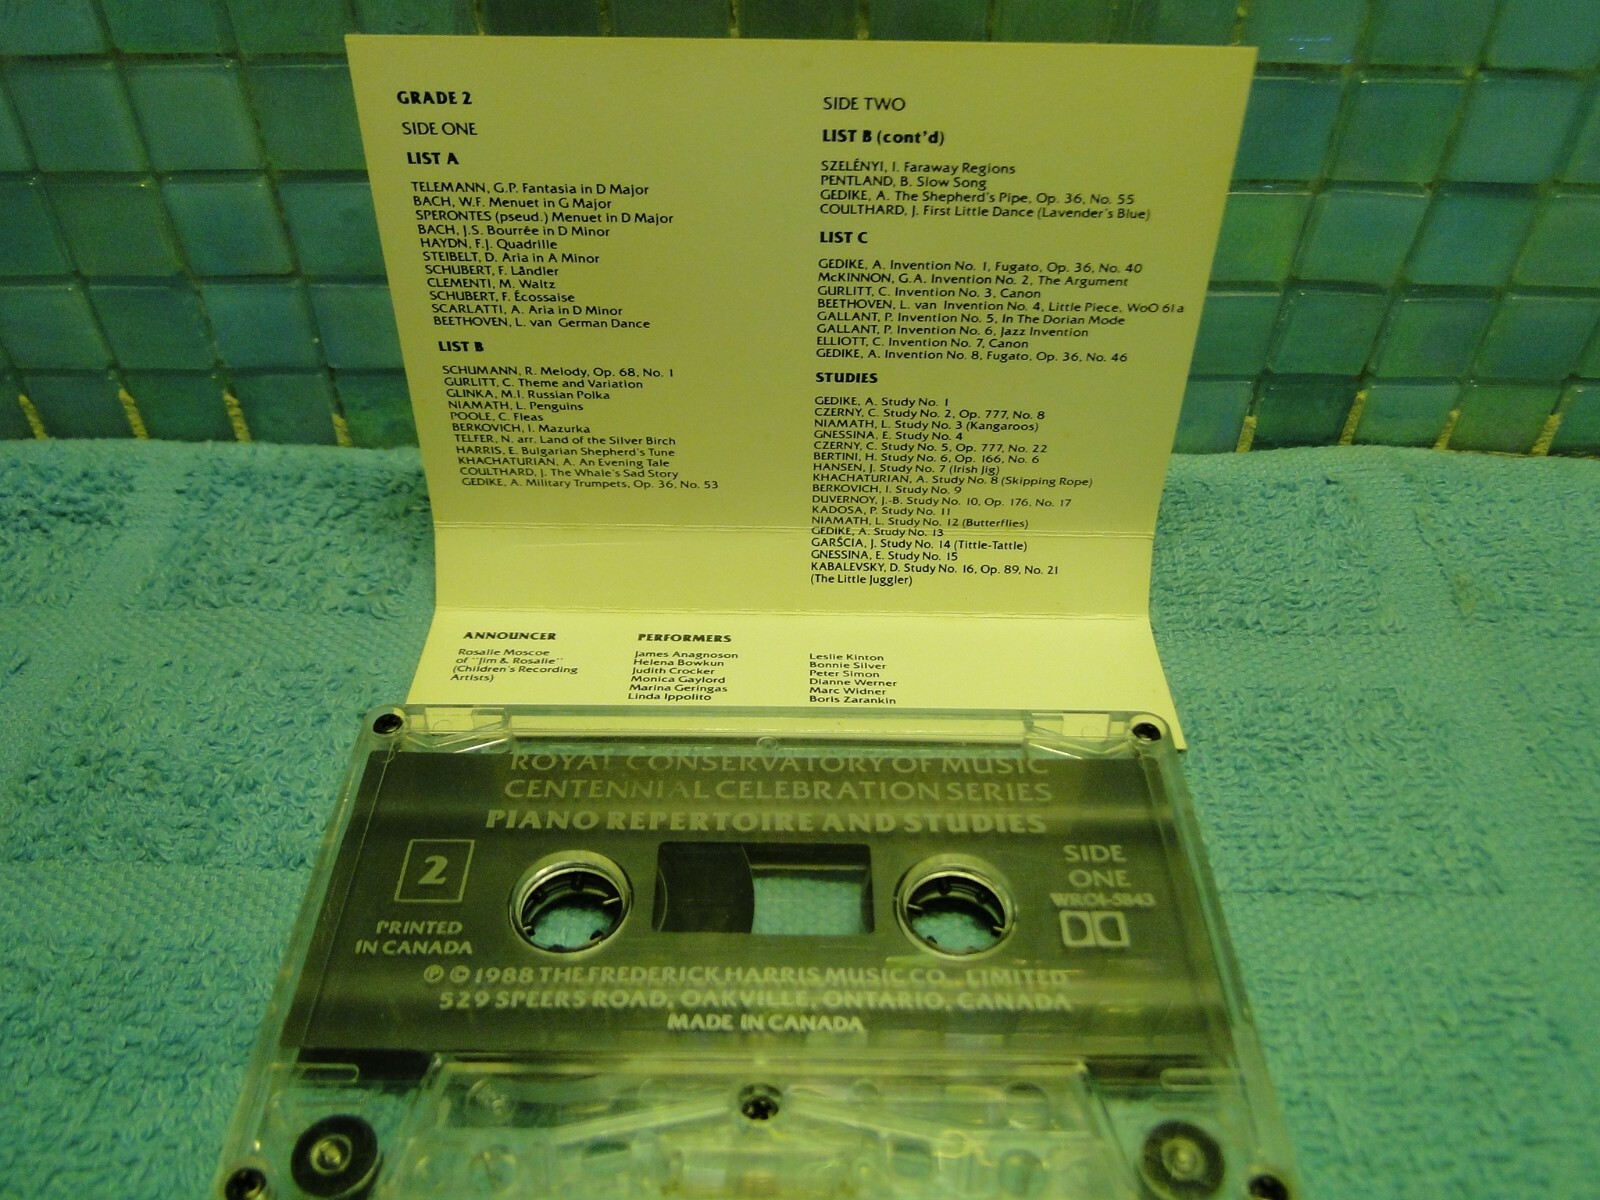 GRADE 2
SIDE ONE
LIST A
TELEMANN, G.P. Fantasia in D Major
BACH, W.F. Menuet in G Major
SPERONTES (pseud.) Menuet in D Major
BACH, J.S. Bourrée in D Minor
HAYDN, F.J. Quadrille
STEIBELT, D. Aria in A Minor
SCHUBERT, F. Ländler
CLEMENTI, M. Waltz
SCHUBERT, F. Écossaise
SCARLATTI, A. Aria in D Minor
BEETHOVEN, L. van German Dance
LIST B
SCHUMANN, R. Melody, Op. 68, No. 1
GURLITT, C. Theme and Variation
GLINKA, M.I. Russian Polka
NIAMATH, L. Penguins
POOLE, C. Fleas
BERKOVICH, I. Mazurka
TELFER, N. arr. Land of the Silver Birch
HARRIS, E. Bulgarian Shepherd's Tune
KHACHATURIAN, A. An Evening Tale
COULTHARD, J. The Whale's Sad Story
GEDIKE, A. Military Trumpets, Op. 36, No. 53
SIDE TWO
LIST B (cont'd)
SZELÉNYI, I. Faraway Regions
PENTLAND, B. Slow Song
GEDIKE, A. The Shepherd's Pipe, Op. 36, No. 55
COULTHARD, J. First Little Dance (Lavender's Blue)
LIST C
GEDIKE, A. Invention No. 1, Fugato, Op. 36, No. 40
McKINNON, G.A. Invention No. 2, The Argument
GURLITT, C. Invention No. 3, Canon
BEETHOVEN, L. van Invention No. 4, Little Piece, WoO 61a
GALLANT, P. Invention No. 5, In The Dorian Mode
GALLANT, P. Invention No. 6, Jazz Invention
ELLIOTT, C. Invention No. 7, Canon
GEDIKE, A. Invention No. 8, Fugato, Op. 36, No. 46
STUDIES
GEDIKE, A. Study No. 1
CZERNY, C. Study No. 2, Op. 777, No. 8
NIAMATH, L. Study No. 3 (Kangaroos)
GNESSINA, E. Study No. 4
CZERNY, C. Study No. 5, Op. 777, No. 22
BERTINI, H. Study No. 6, Op. 166, No. 6
HANSEN, J. Study No. 7 (Irish Jig)
KHACHATURIAN, A. Study No. 8 (Skipping Rope)
BERKOVICH, I. Study No. 9
DUVERNOY, J.-B. Study No. 10, Op. 176, No. 17
KADOSA, P. Study No. 11
NIAMATH, L. Study No. 12 (Butterflies)
GEDIKE, A. Study No. 13
GARŚCIA, J. Study No. 14 (Tittle-Tattle)
GNESSINA, E. Study No. 15
KABALEVSKY, D. Study No. 16, Op. 89, No. 21
(The Little Juggler)
ANNOUNCER
Rosalie Moscoe
of "Jim & Rosalie"
(Children's Recording
Artists)
PERFORMERS
James Anagnoson
Helena Bowkun
Judith Crocker
Monica Gaylord
Marina Geringas
Linda Ippolito
Leslie Kinton
Bonnie Silver
Peter Simon
Dianne Werner
Marc Widner
Boris Zarankin
ROYAL CONSERVATORY OF MUSIC
CENTENNIAL CELEBRATION SERIES
PIANO REPERTOIRE AND STUDIES
2
PRINTED
IN CANADA
SIDE
ONE
WRC4-5843
℗ © 1988 THE FREDERICK HARRIS MUSIC CO., LIMITED
529 SPEERS ROAD, OAKVILLE, ONTARIO, CANADA
MADE IN CANADA